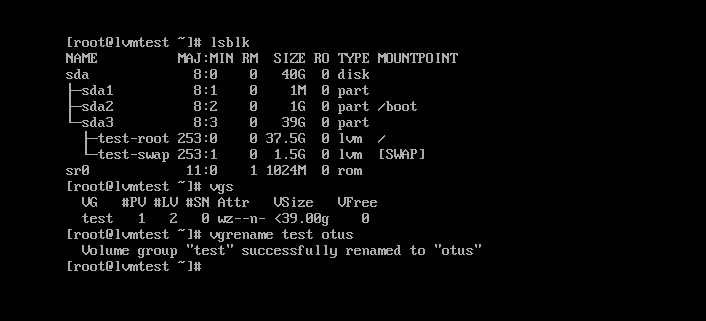 [root@lvmtest ~]# lsblk
NAME          MAJ:MIN RM  SIZE RO TYPE MOUNTPOINT
sda             8:0    0   40G  0 disk
├─sda1          8:1    0    1M  0 part
├─sda2          8:2    0    1G  0 part /boot
└─sda3          8:3    0   39G  0 part
  ├─test-root 253:0    0 37.5G  0 lvm  /
  └─test-swap 253:1    0  1.5G  0 lvm  [SWAP]
sr0            11:0    1 1024M  0 rom
[root@lvmtest ~]# vgs
  VG   #PV #LV #SN Attr   VSize   VFree
  test   1   2   0 wz--n- <39.00g    0
[root@lvmtest ~]# vgrename test otus
  Volume group "test" successfully renamed to "otus"
[root@lvmtest ~]#